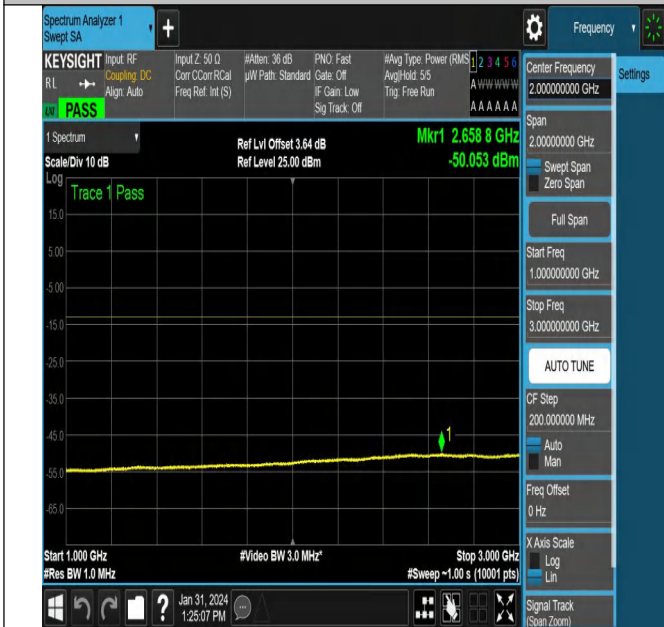 Spectrum Analyzer 1
Swept SA
+
Frequency
KEYSIGHT
RL
LXI
PASS
Input: RF
Coupling: DC
Align: Auto
Input Z: 50 Ω
Corr CCorr RCal
Freq Ref: Int (S)
#Atten: 36 dB
µW Path: Standard
PNO: Fast
Gate: Off
IF Gain: Low
Sig Track: Off
#Avg Type: Power (RMS
Avg|Hold: 5/5
Trig: Free Run
1 2 3 4 5 6
A W W W W W
A A A A A A
Center Frequency
2.000000000 GHz
Settings
Span
2.00000000 GHz
Swept Span
Zero Span
Full Span
Start Freq
1.000000000 GHz
Stop Freq
3.000000000 GHz
AUTO TUNE
CF Step
200.000000 MHz
Auto
Man
Freq Offset
0 Hz
X Axis Scale
Log
Lin
Signal Track
(Span Zoom)
1 Spectrum
Scale/Div 10 dB
Ref Lvl Offset 3.64 dB
Ref Level 25.00 dBm
Mkr1 2.658 8 GHz
-50.053 dBm
Log
Trace 1 Pass
15.0
5.00
-5.00
-15.0
-25.0
-35.0
-45.0
-55.0
-65.0
1
Start 1.000 GHz
#Video BW 3.0 MHz*
Stop 3.000 GHz
#Res BW 1.0 MHz
#Sweep ~1.00 s (10001 pts)
?
Jan 31, 2024
1:25:07 PM